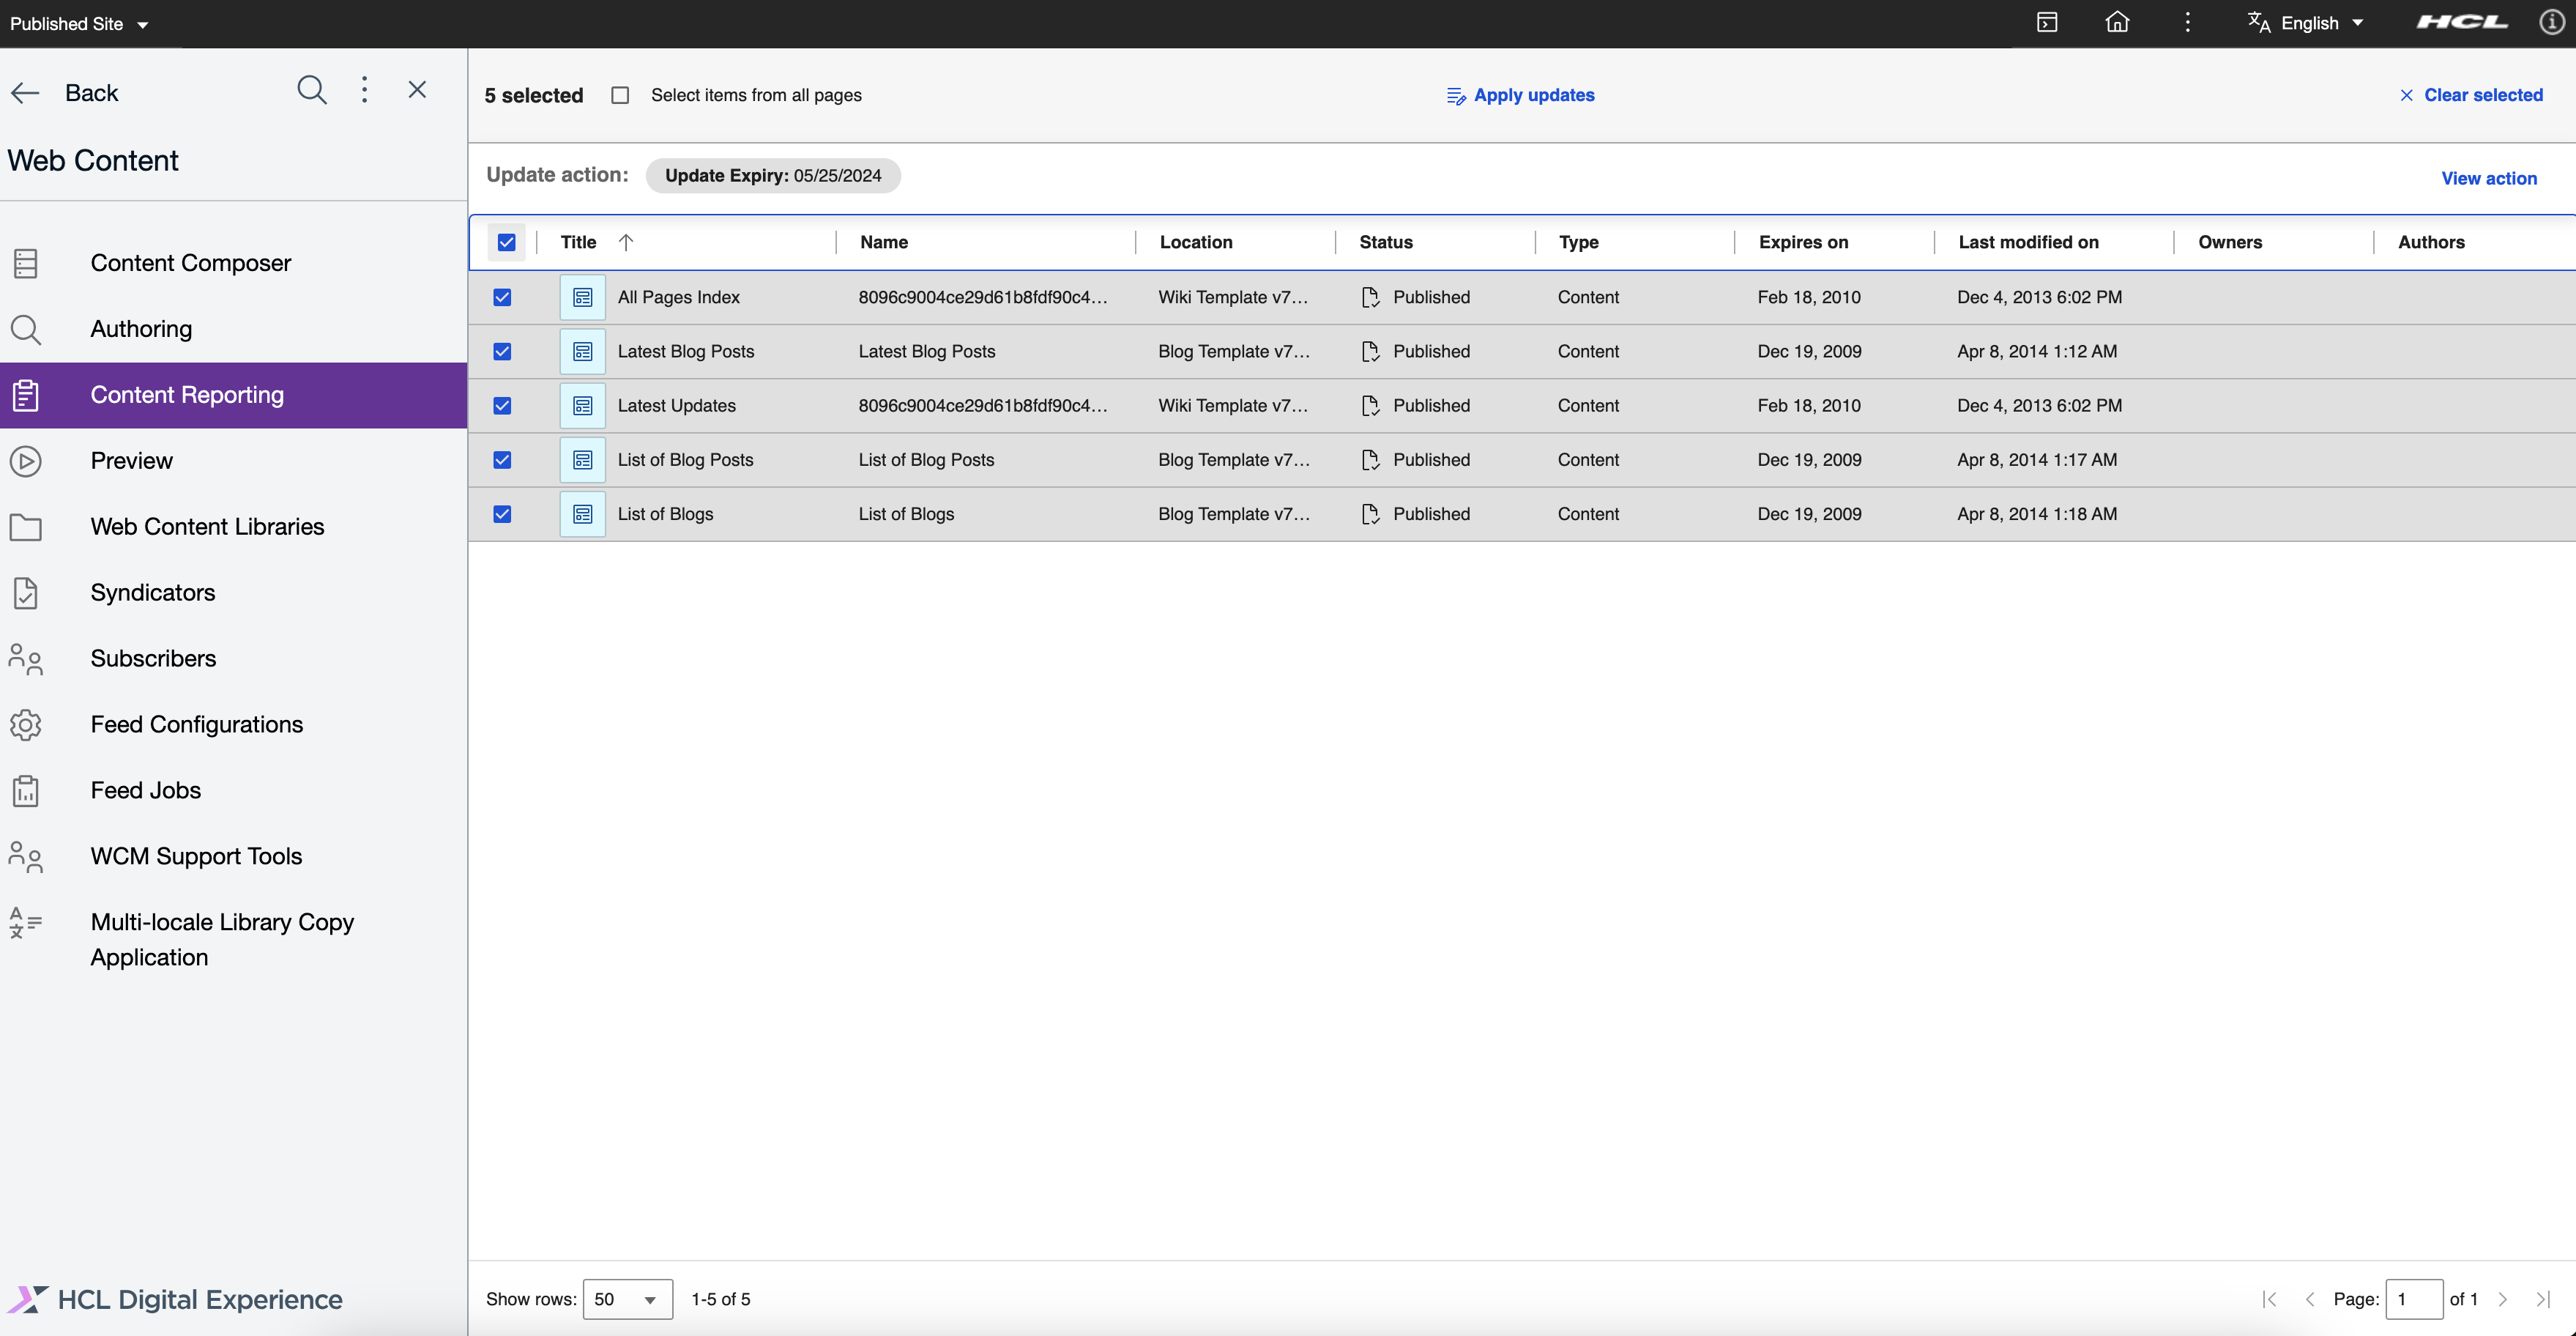 Published Site
English
HCL
Back
Web Content
Content Composer
Authoring
Content Reporting
Preview
Web Content Libraries
Syndicators
Subscribers
Feed Configurations
Feed Jobs
WCM Support Tools
Multi-locale Library Copy
Application
HCL Digital Experience
5 selected Select items from all pages Apply updates Clear selected
Update action: Update Expiry: 05/25/2024 View action
Title Name Location Status Type Expires on Last modified on Owners Authors
All Pages Index 8096c9004ce29d61b8fdf90c4... Wiki Template v7... Published Content Feb 18, 2010 Dec 4, 2013 6:02 PM
Latest Blog Posts Latest Blog Posts Blog Template v7... Published Content Dec 19, 2009 Apr 8, 2014 1:12 AM
Latest Updates 8096c9004ce29d61b8fdf90c4... Wiki Template v7... Published Content Feb 18, 2010 Dec 4, 2013 6:02 PM
List of Blog Posts List of Blog Posts Blog Template v7... Published Content Dec 19, 2009 Apr 8, 2014 1:17 AM
List of Blogs List of Blogs Blog Template v7... Published Content Dec 19, 2009 Apr 8, 2014 1:18 AM
Show rows: 50 1-5 of 5 Page: 1 of 1